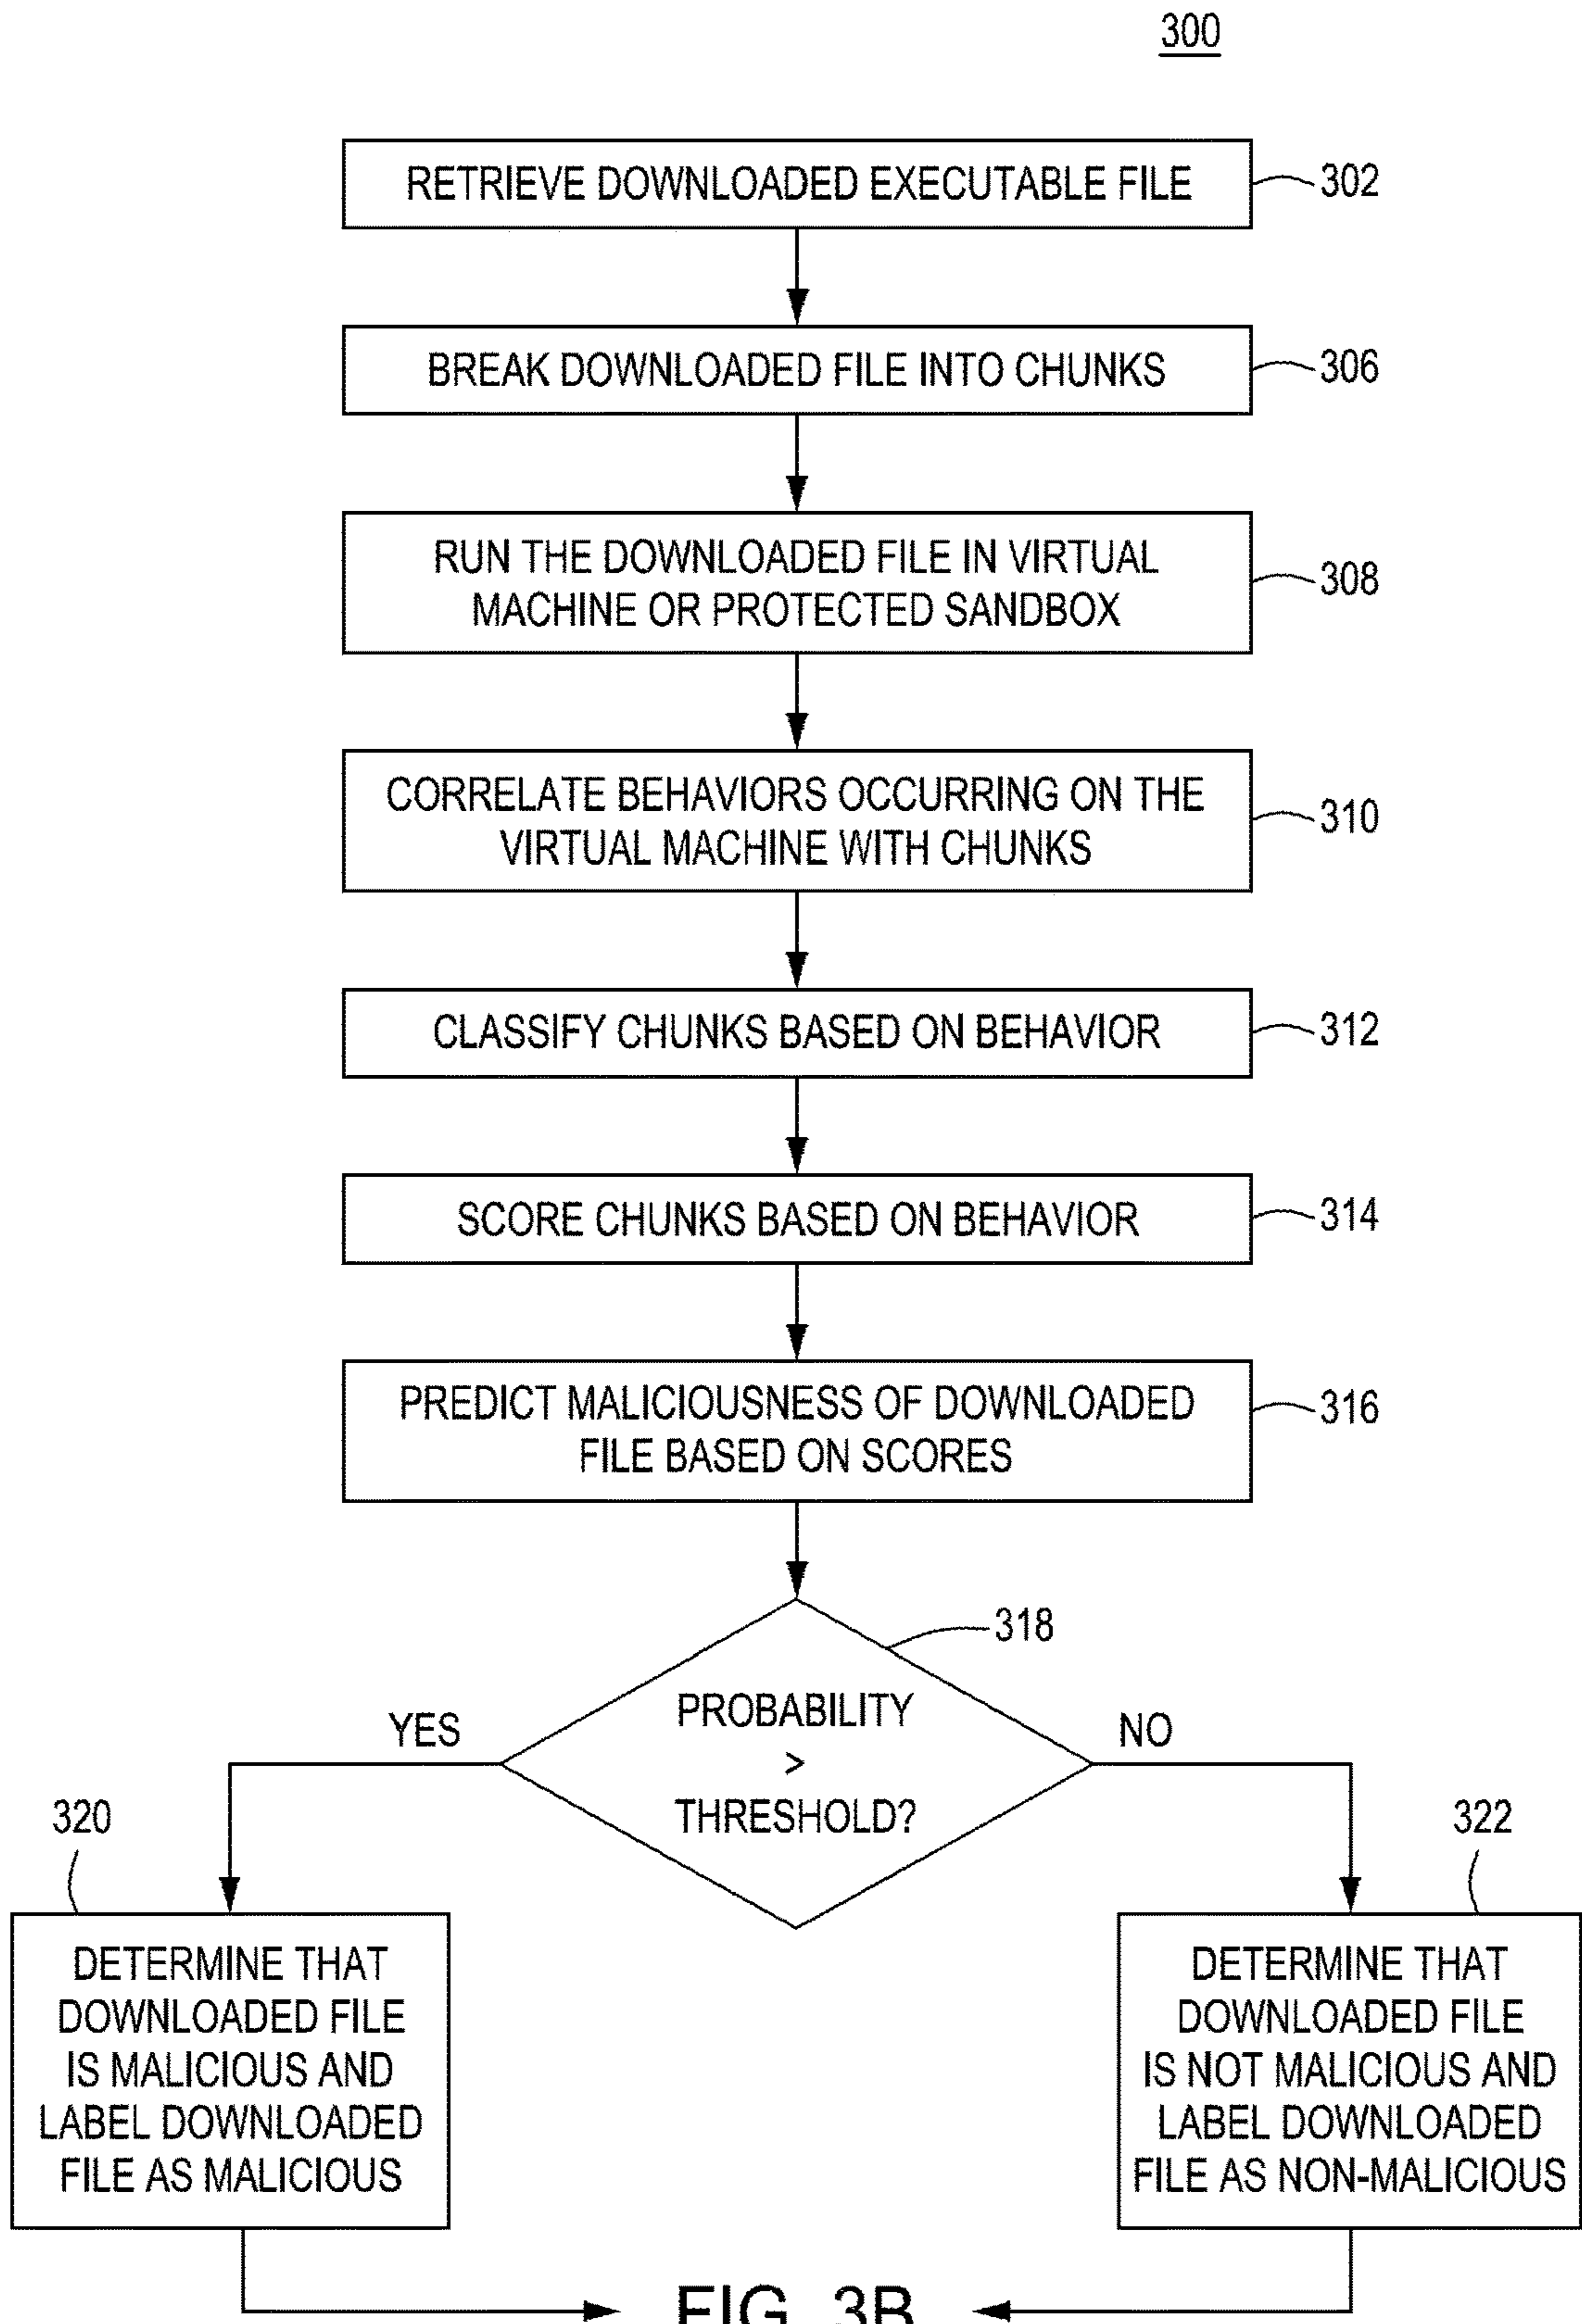 300
RETRIEVE DOWNLOADED EXECUTABLE FILE
302
BREAK DOWNLOADED FILE INTO CHUNKS
306
RUN THE DOWNLOADED FILE IN VIRTUAL
MACHINE OR PROTECTED SANDBOX
308
CORRELATE BEHAVIORS OCCURRING ON THE
VIRTUAL MACHINE WITH CHUNKS
310
CLASSIFY CHUNKS BASED ON BEHAVIOR
312
SCORE CHUNKS BASED ON BEHAVIOR
314
PREDICT MALICIOUSNESS OF DOWNLOADED
FILE BASED ON SCORES
316
318
PROBABILITY
>
THRESHOLD?
YES
NO
320
DETERMINE THAT
DOWNLOADED FILE
IS MALICIOUS AND
LABEL DOWNLOADED
FILE AS MALICIOUS
322
DETERMINE THAT
DOWNLOADED FILE
IS NOT MALICIOUS AND
LABEL DOWNLOADED
FILE AS NON-MALICIOUS
FIG. 3B